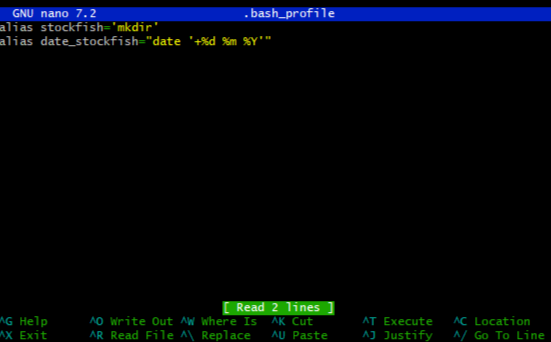 GNU nano 7.2 .bash_profile
alias stockfish='mkdir'
alias date_stockfish="date '+%d %m %Y'"
[ Read 2 lines ]
^G Help ^O Write Out ^W Where Is ^K Cut ^T Execute ^C Location
^X Exit ^R Read File ^\ Replace ^U Paste ^J Justify ^/ Go To Line